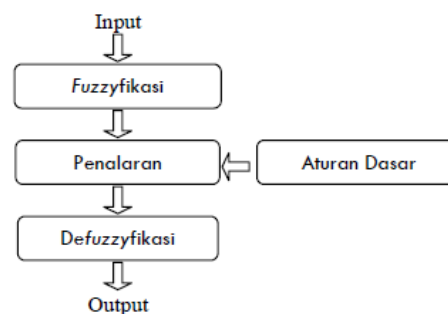 Input
Fuzzyfikasi
Penalaran
Aturan Dasar
Defuzzyfikasi
Output